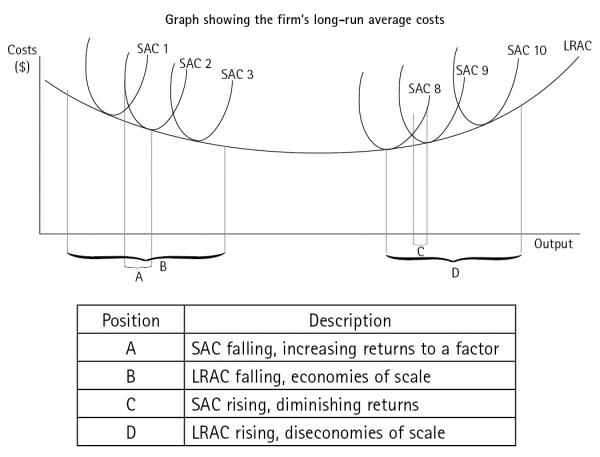 Graph showing the firm's long-run average costs
Costs
($)
SAC 1
SAC 2
SAC 3
SAC 8
SAC 9
SAC 10
LRAC
Output
A
B
C
D
Position Description
A SAC falling, increasing returns to a factor
B LRAC falling, economies of scale
C SAC rising, diminishing returns
D LRAC rising, diseconomies of scale